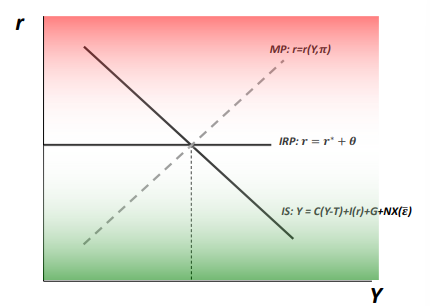 r
MP: r=r(Y,π)
IRP: r = r* + θ
IS: Y = C(Y-T)+I(r)+G+NX(ε̅)
Y